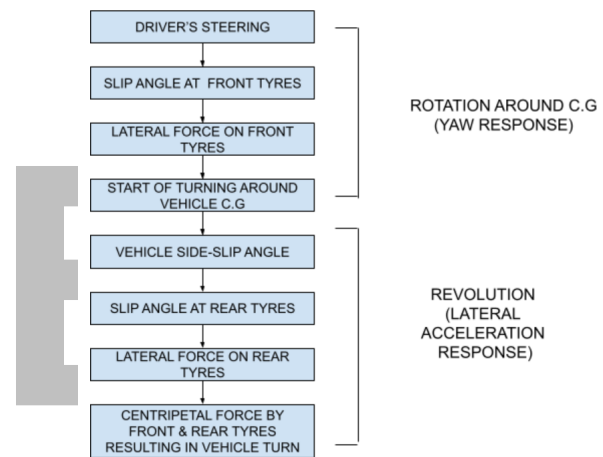 DRIVER'S STEERING
SLIP ANGLE AT FRONT TYRES
LATERAL FORCE ON FRONT
TYRES
START OF TURNING AROUND
VEHICLE C.G
VEHICLE SIDE-SLIP ANGLE
SLIP ANGLE AT REAR TYRES
LATERAL FORCE ON REAR
TYRES
CENTRIPETAL FORCE BY
FRONT & REAR TYRES
RESULTING IN VEHICLE TURN
ROTATION AROUND C.G
(YAW RESPONSE)
REVOLUTION
(LATERAL
ACCELERATION
RESPONSE)